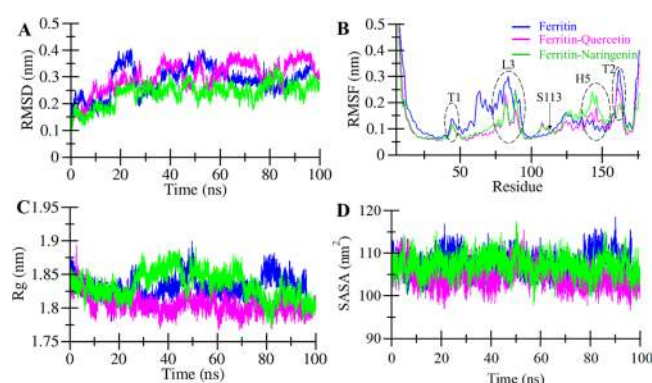 A
RMSD (nm)
0.5
0.4
0.3
0.2
0.1
0
0 20 40 60 80 100
Time (ns)
B
RMSF (nm)
0.5
0.4
0.3
0.2
0.1
50 100 150
Residue
Ferritin
Ferritin-Quercetin
Ferritin-Naringenin
L3
T2
H5
S113
T1
C
Rg (nm)
1.95
1.9
1.85
1.8
1.75
0 20 40 60 80 100
Time (ns)
D
SASA (nm²)
120
110
100
90
0 20 40 60 80 100
Time (ns)